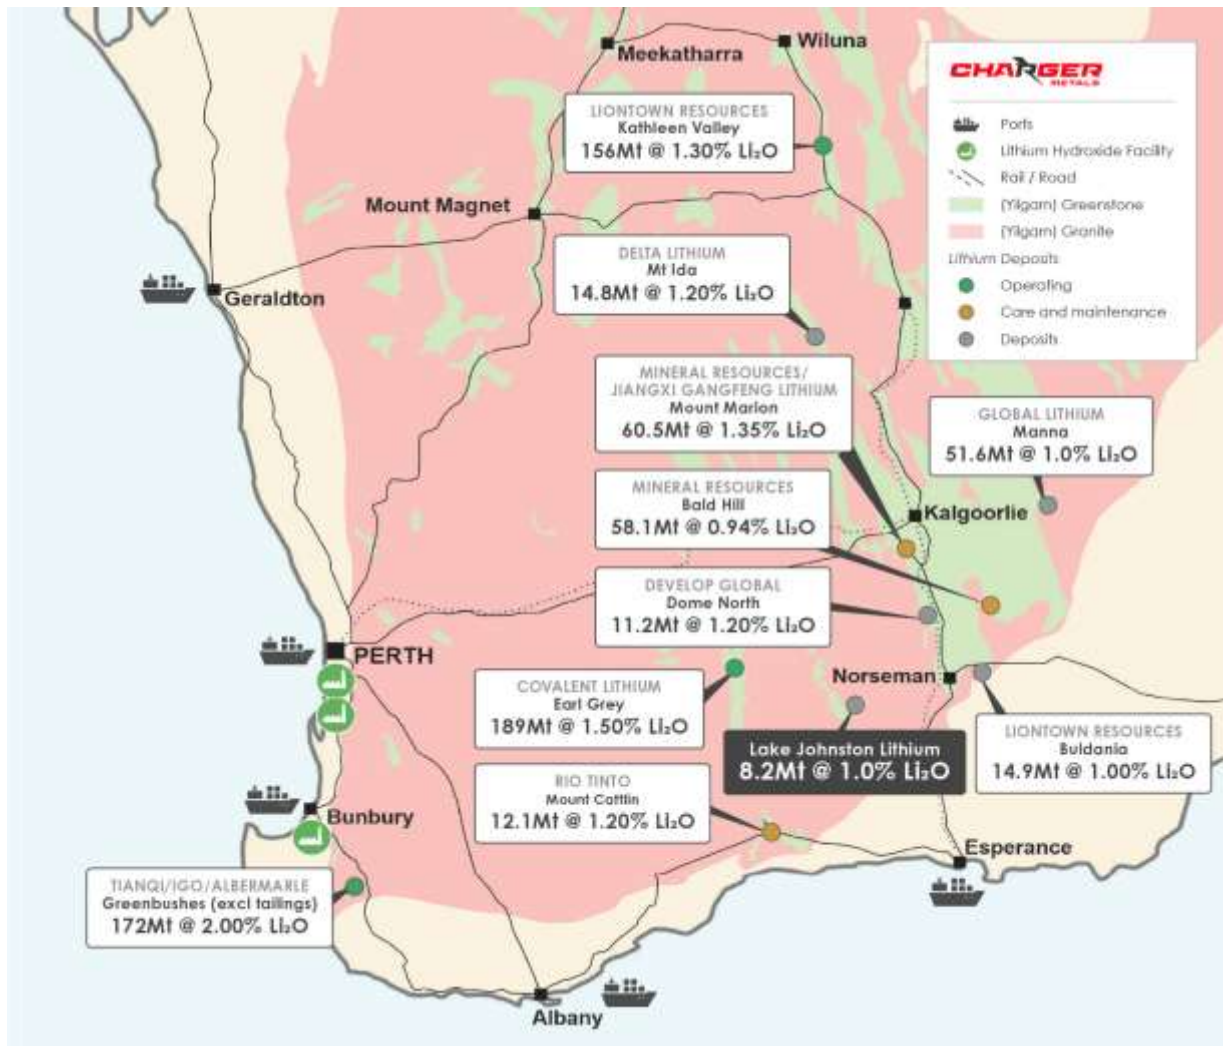 Meekatharra
Wiluna
CHARGER
METALS
Ports
Lithium Hydroxide Facility
Rail / Road
(Yilgarn) Greenstone
(Yilgarn) Granite
Lithium Deposits
Operating
Care and maintenance
Deposits
LIONTOWN RESOURCES
Kathleen Valley
156Mt @ 1.30% Li₂O
Mount Magnet
DELTA LITHIUM
Mt Ida
14.8Mt @ 1.20% Li₂O
Geraldton
MINERAL RESOURCES/
JIANGXI GANGFENG LITHIUM
Mount Marion
60.5Mt @ 1.35% Li₂O
GLOBAL LITHIUM
Manna
51.6Mt @ 1.0% Li₂O
MINERAL RESOURCES
Bald Hill
58.1Mt @ 0.94% Li₂O
Kalgoorlie
DEVELOP GLOBAL
Dome North
11.2Mt @ 1.20% Li₂O
PERTH
Norseman
COVALENT LITHIUM
Earl Grey
189Mt @ 1.50% Li₂O
Lake Johnston Lithium
8.2Mt @ 1.0% Li₂O
LIONTOWN RESOURCES
Buldania
14.9Mt @ 1.00% Li₂O
RIO TINTO
Mount Cattlin
12.1Mt @ 1.20% Li₂O
Bunbury
Esperance
TIANQI/IGO/ALBERMARLE
Greenbushes (excl tailings)
172Mt @ 2.00% Li₂O
Albany